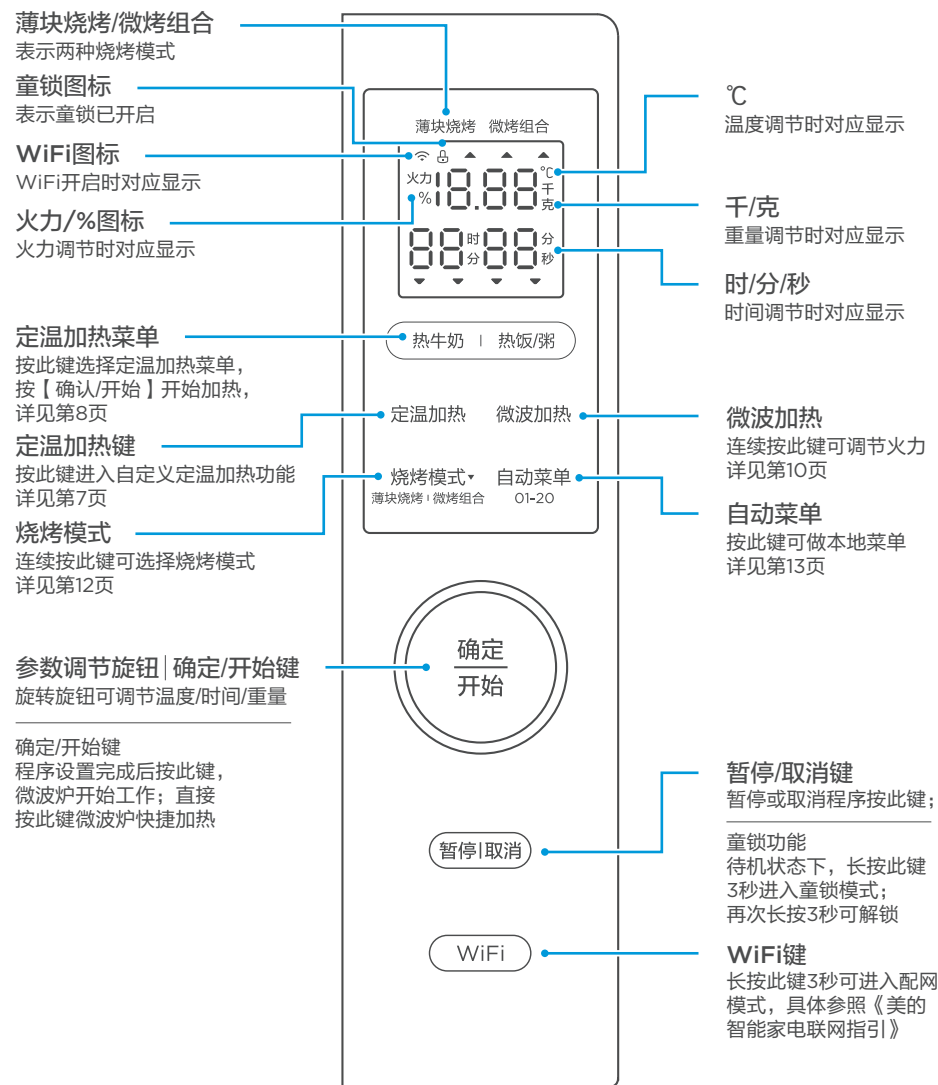 薄块烧烤/微烤组合
表示两种烧烤模式
童锁图标
表示童锁已开启
WiFi图标
WiFi开启时对应显示
火力/%图标
火力调节时对应显示
定温加热菜单
按此键选择定温加热菜单，
按【确认/开始】开始加热，
详见第8页
定温加热键
按此键进入自定义定温加热功能
详见第7页
烧烤模式
连续按此键可选择烧烤模式
详见第12页
参数调节旋钮|确定/开始键
旋转旋钮可调节温度/时间/重量
确定/开始键
程序设置完成后按此键，
微波炉开始工作；直接
按此键微波炉快捷加热
薄块烧烤 微烤组合
火力 18.88 ℃
% 千
克
88 时 88 分
分 秒
热牛奶 | 热饭/粥
定温加热 微波加热
烧烤模式▾ 自动菜单
薄块烧烤|微烤组合 01-20
确定
开始
暂停|取消
WiFi
℃
温度调节时对应显示
千/克
重量调节时对应显示
时/分/秒
时间调节时对应显示
微波加热
连续按此键可调节火力
详见第10页
自动菜单
按此键可做本地菜单
详见第13页
暂停/取消键
暂停或取消程序按此键；
童锁功能
待机状态下，长按此键
3秒进入童锁模式；
再次长按3秒可解锁
WiFi键
长按此键3秒可进入配网
模式，具体参照《美的
智能家电联网指引》